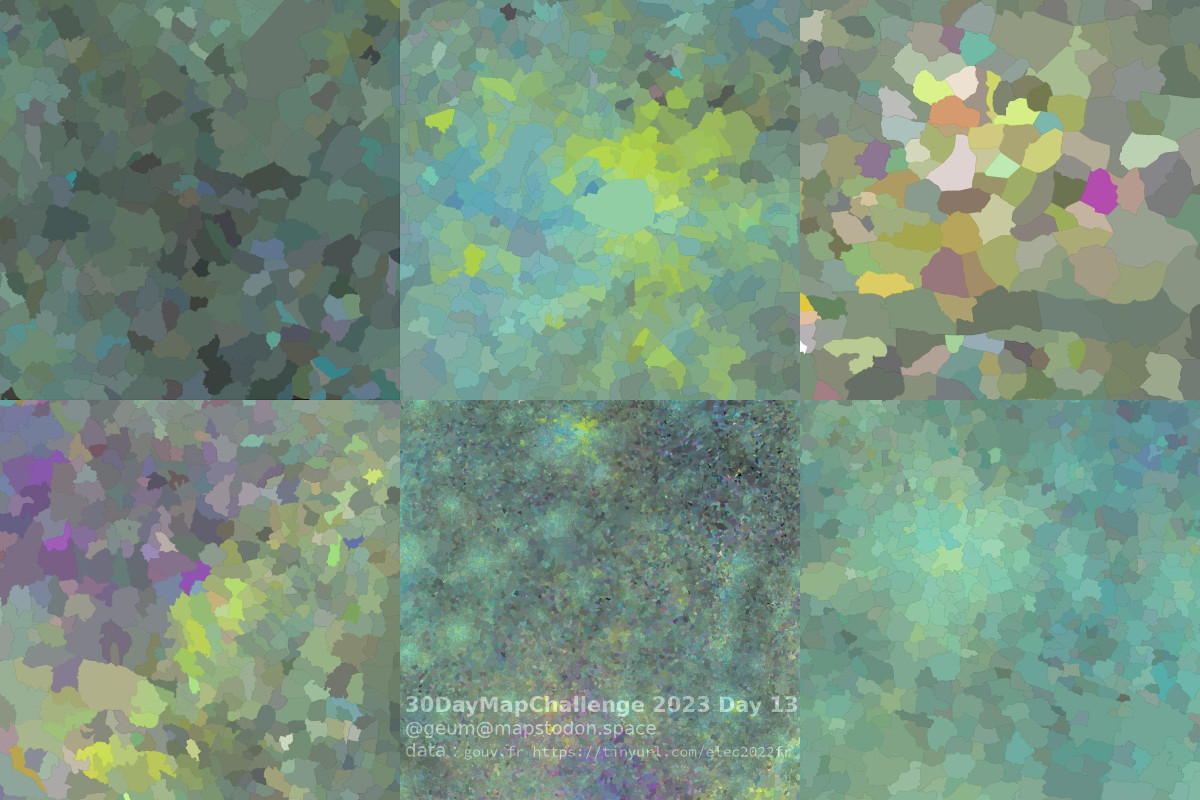 30DayMapChallenge 2023 Day 13
@geum@mapstodon.space
data : gouv.fr https://tinyurl.com/elec2022fr